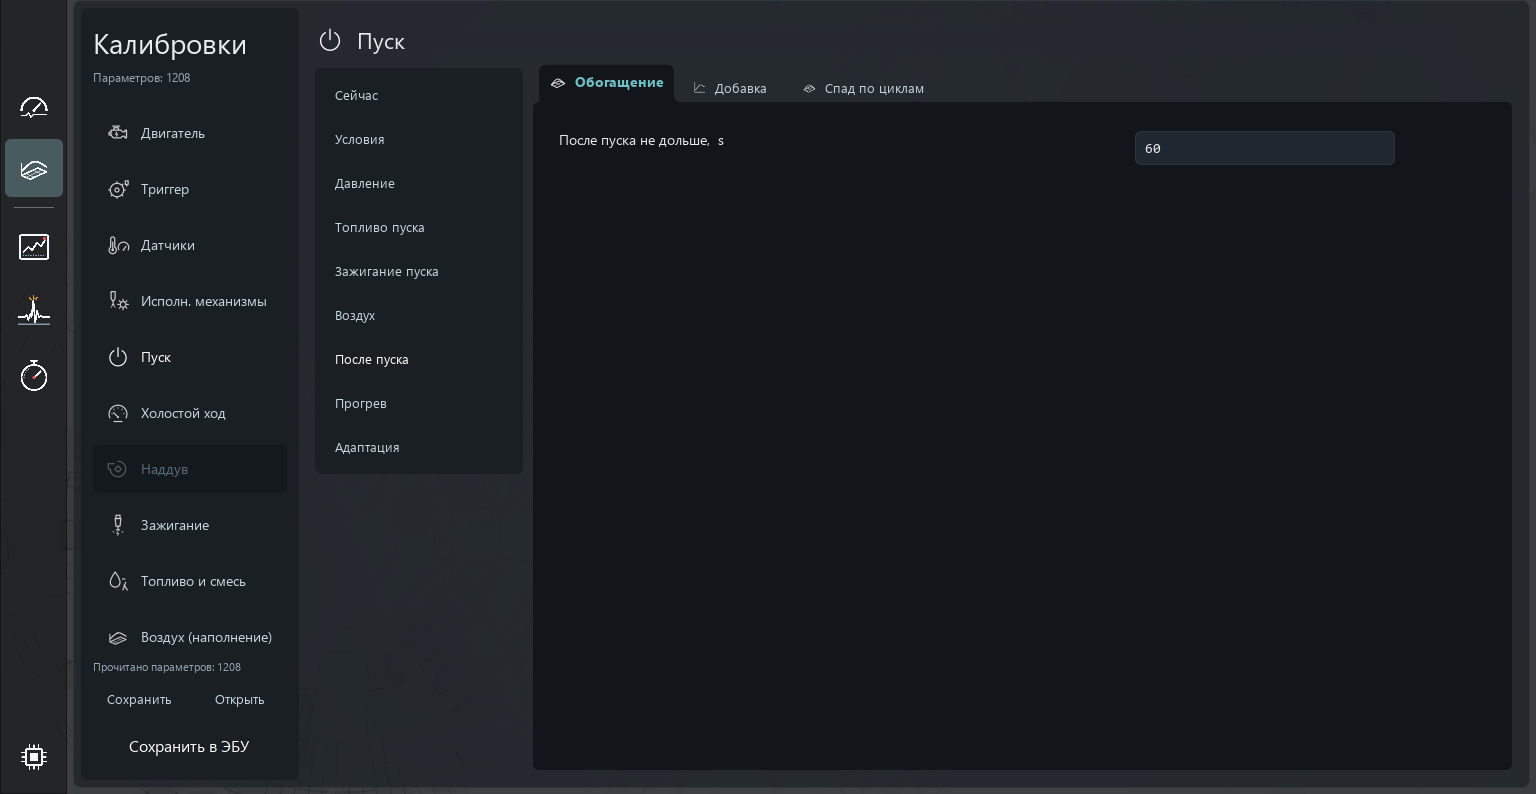 Калибровки
Параметров: 1208
Двигатель
Триггер
Датчики
Исполн. механизмы
Пуск
Холостой ход
Наддув
Зажигание
Топливо и смесь
Воздух (наполнение)
Прочитано параметров: 1208
Сохранить Открыть
Сохранить в ЭБУ
Пуск
Сейчас
Условия
Давление
Топливо пуска
Зажигание пуска
Воздух
После пуска
Прогрев
Адаптация
Обогащение Добавка Спад по циклам
После пуска не дольше, s 60